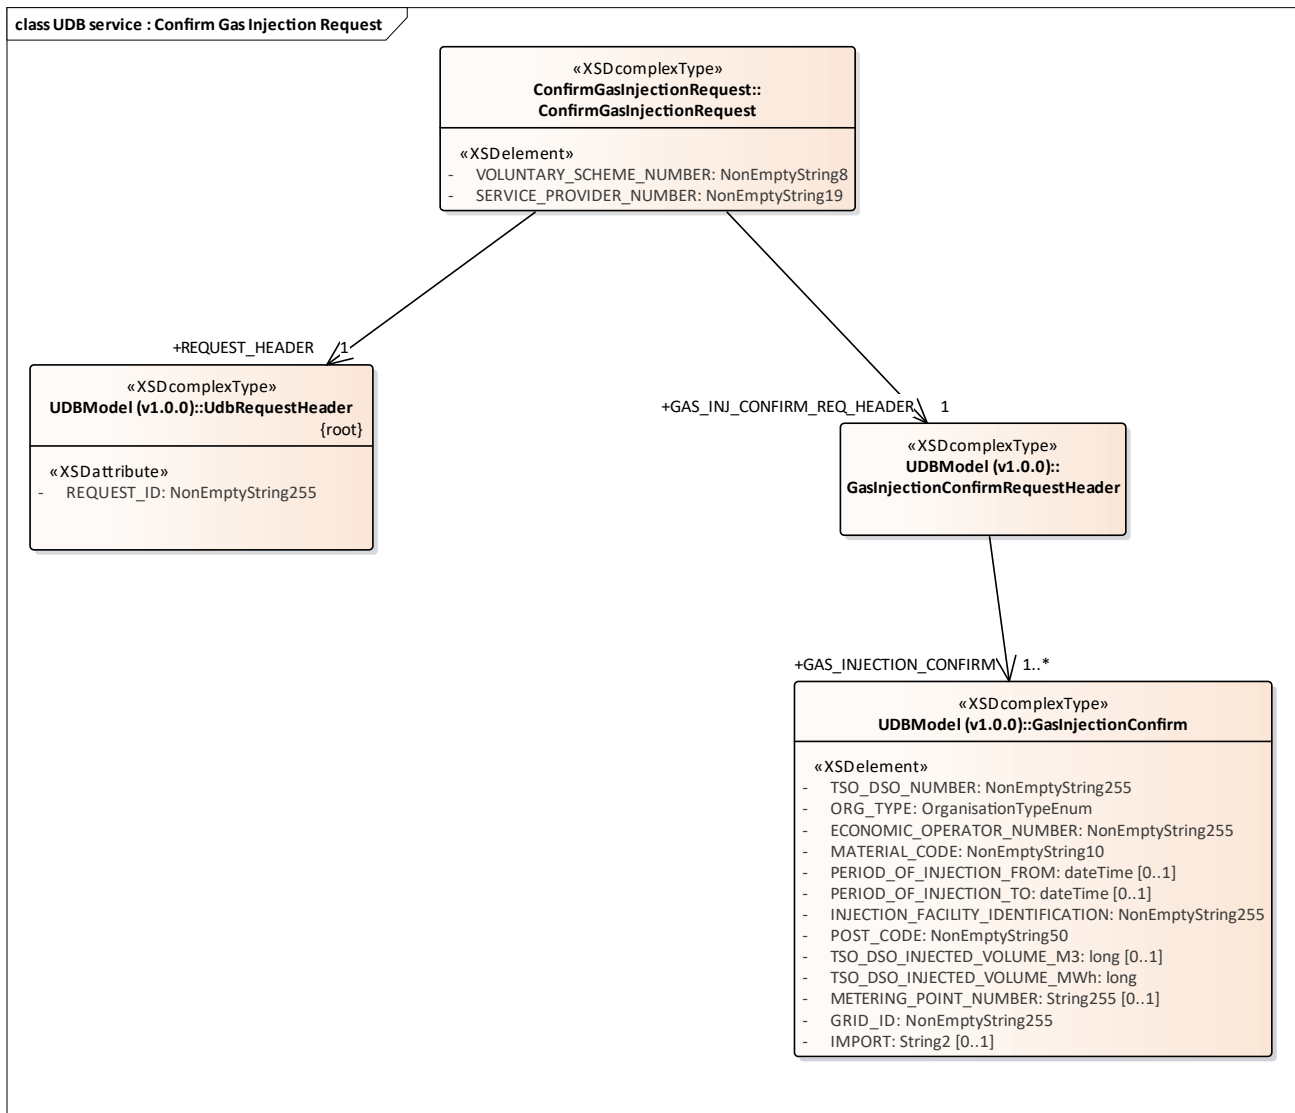 class UDB service : Confirm Gas Injection Request
«XSDcomplexType»
ConfirmGasInjectionRequest::
ConfirmGasInjectionRequest
«XSDelement»
- VOLUNTARY_SCHEME_NUMBER: NonEmptyString8
- SERVICE_PROVIDER_NUMBER: NonEmptyString19
+REQUEST_HEADER 1
«XSDcomplexType»
UDBModel (v1.0.0)::UdbRequestHeader
{root}
«XSDattribute»
- REQUEST_ID: NonEmptyString255
+GAS_INJ_CONFIRM_REQ_HEADER 1
«XSDcomplexType»
UDBModel (v1.0.0)::
GasInjectionConfirmRequestHeader
+GAS_INJECTION_CONFIRM 1..*
«XSDcomplexType»
UDBModel (v1.0.0)::GasInjectionConfirm
«XSDelement»
- TSO_DSO_NUMBER: NonEmptyString255
- ORG_TYPE: OrganisationTypeEnum
- ECONOMIC_OPERATOR_NUMBER: NonEmptyString255
- MATERIAL_CODE: NonEmptyString10
- PERIOD_OF_INJECTION_FROM: dateTime [0..1]
- PERIOD_OF_INJECTION_TO: dateTime [0..1]
- INJECTION_FACILITY_IDENTIFICATION: NonEmptyString255
- POST_CODE: NonEmptyString50
- TSO_DSO_INJECTED_VOLUME_M3: long [0..1]
- TSO_DSO_INJECTED_VOLUME_MWh: long
- METERING_POINT_NUMBER: String255 [0..1]
- GRID_ID: NonEmptyString255
- IMPORT: String2 [0..1]